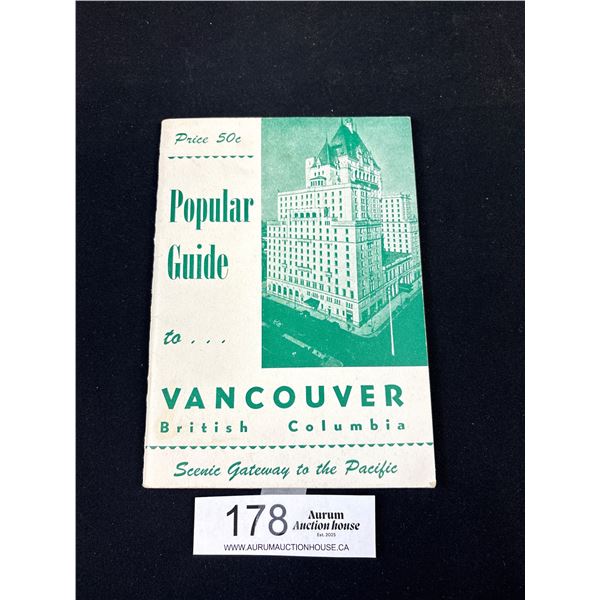 Price 50c
Popular
Guide
to...
VANCOUVER
British Columbia
Scenic Gateway to the Pacific
178
Aurum
Auction house
Est. 2025
WWW.AURUMAUCTIONHOUSE.CA